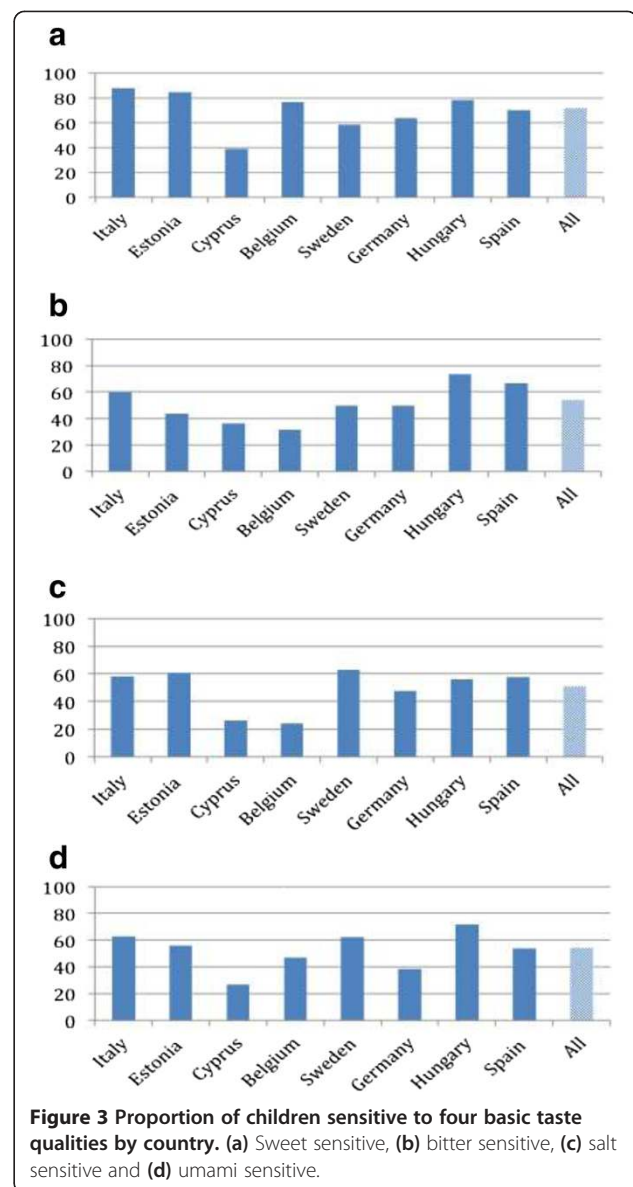 a
100
80
60
40
20
0
Italy Estonia Cyprus Belgium Sweden Germany Hungary Spain All
b
100
80
60
40
20
0
Italy Estonia Cyprus Belgium Sweden Germany Hungary Spain All
c
100
80
60
40
20
0
Italy Estonia Cyprus Belgium Sweden Germany Hungary Spain All
d
100
80
60
40
20
0
Italy Estonia Cyprus Belgium Sweden Germany Hungary Spain All
Figure 3 Proportion of children sensitive to four basic taste
qualities by country. (a) Sweet sensitive, (b) bitter sensitive, (c) salt
sensitive and (d) umami sensitive.